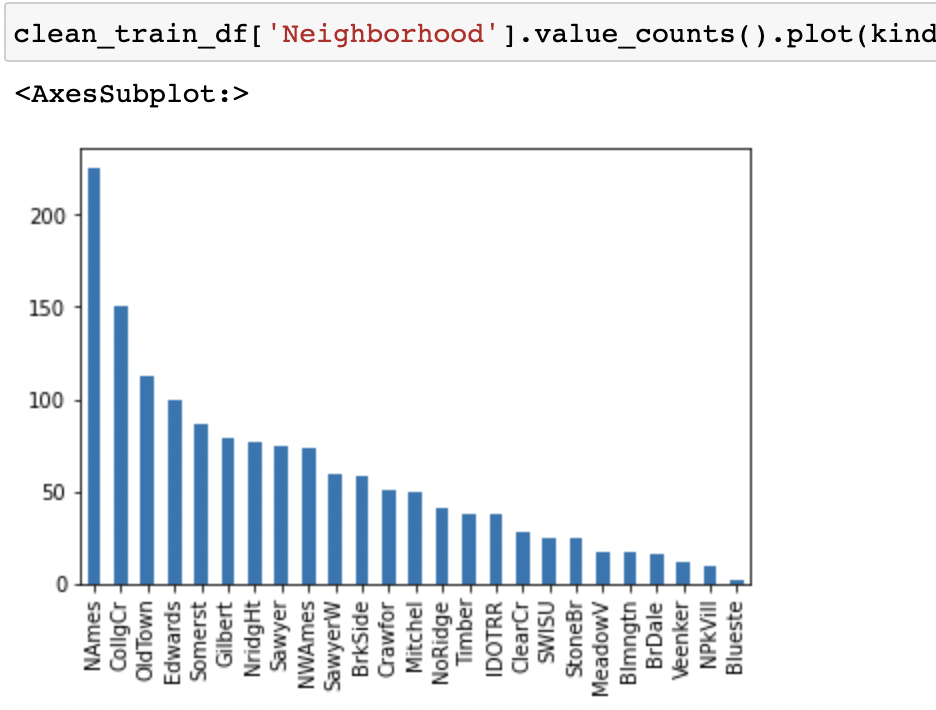 clean_train_df['Neighborhood'].value_counts().plot(kind
<AxesSubplot:>
200
150
100
50
0
NAmes
CollgCr
OldTown
Edwards
Somerst
Gilbert
NridgHt
Sawyer
NWAmes
SawyerW
BrkSide
Crawfor
Mitchel
NoRidge
Timber
IDOTRR
ClearCr
SWISU
StoneBr
MeadowV
Blmngtn
BrDale
Veenker
NPkVill
Blueste